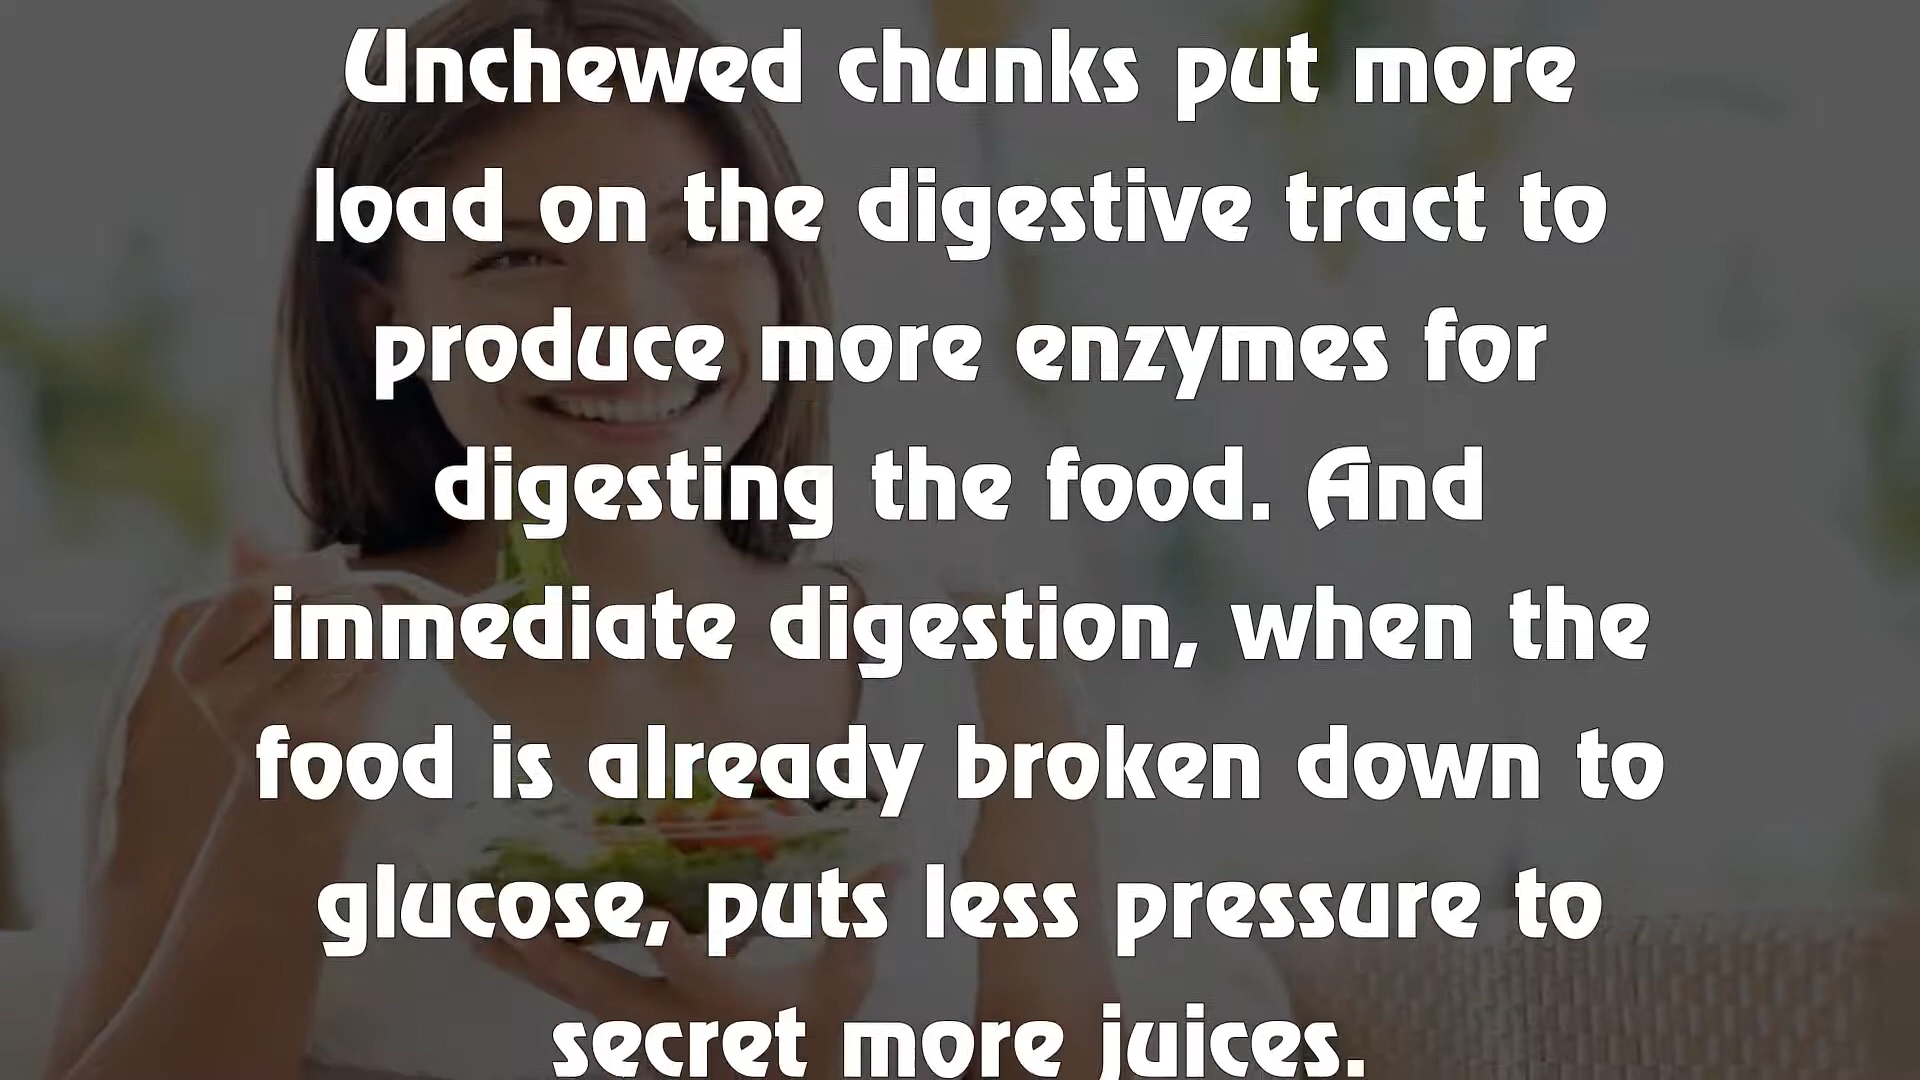 Unchewed chunks put more
load on the digestive tract to
produce more enzymes for
digesting the food. And
immediate digestion, when the
food is already broken down to
glucose, puts less pressure to
secret more juices.